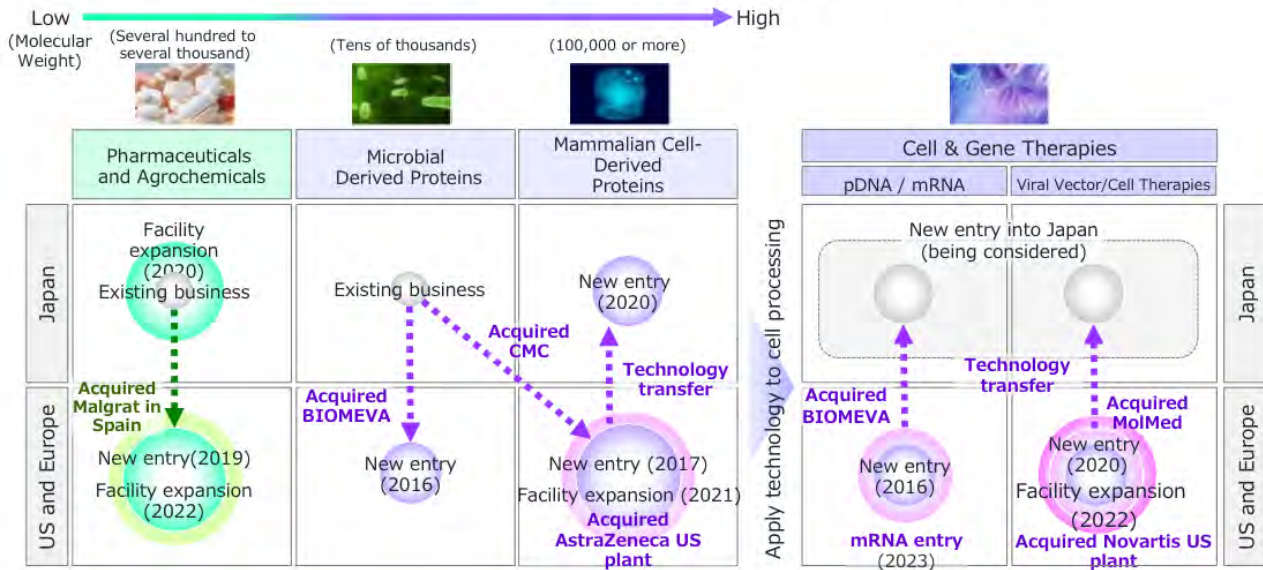 Low
High
(Molecular
Weight)
(Several hundred to
several thousand)
(Tens of thousands)
(100,000 or more)
Pharmaceuticals
and Agrochemicals
Microbial
Derived Proteins
Mammalian Cell-
Derived
Proteins
Cell & Gene Therapies
pDNA / mRNA
Viral Vector/Cell Therapies
Japan
Facility
expansion
(2020)
Existing business
Existing business
New entry
(2020)
New entry into Japan
(being considered)
Japan
Acquired
Malgrat in
Spain
Acquired
BIOMEVA
Acquired
CMC
Technology
transfer
Apply technology to cell processing
Acquired
BIOMEVA
Technology
transfer
Acquired
MolMed
US and Europe
New entry(2019)
Facility expansion
(2022)
New entry
(2016)
New entry (2017)
Facility expansion (2021)
Acquired
AstraZeneca US
plant
New entry
(2016)
mRNA entry
(2023)
New entry
(2020)
Facility expansion
(2022)
Acquired Novartis US
plant
US and Europe